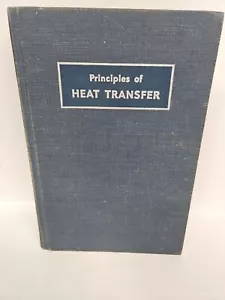 Principles of
HEAT TRANSFER